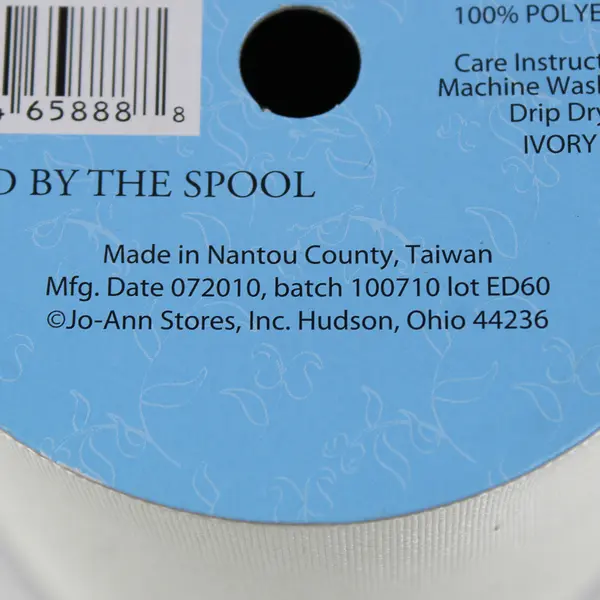 100% POLYE
Care Instruct
Machine Wash
Drip Dry
IVORY
465888 8
D BY THE SPOOL
Made in Nantou County, Taiwan
Mfg. Date 072010, batch 100710 lot ED60
©Jo-Ann Stores, Inc. Hudson, Ohio 44236